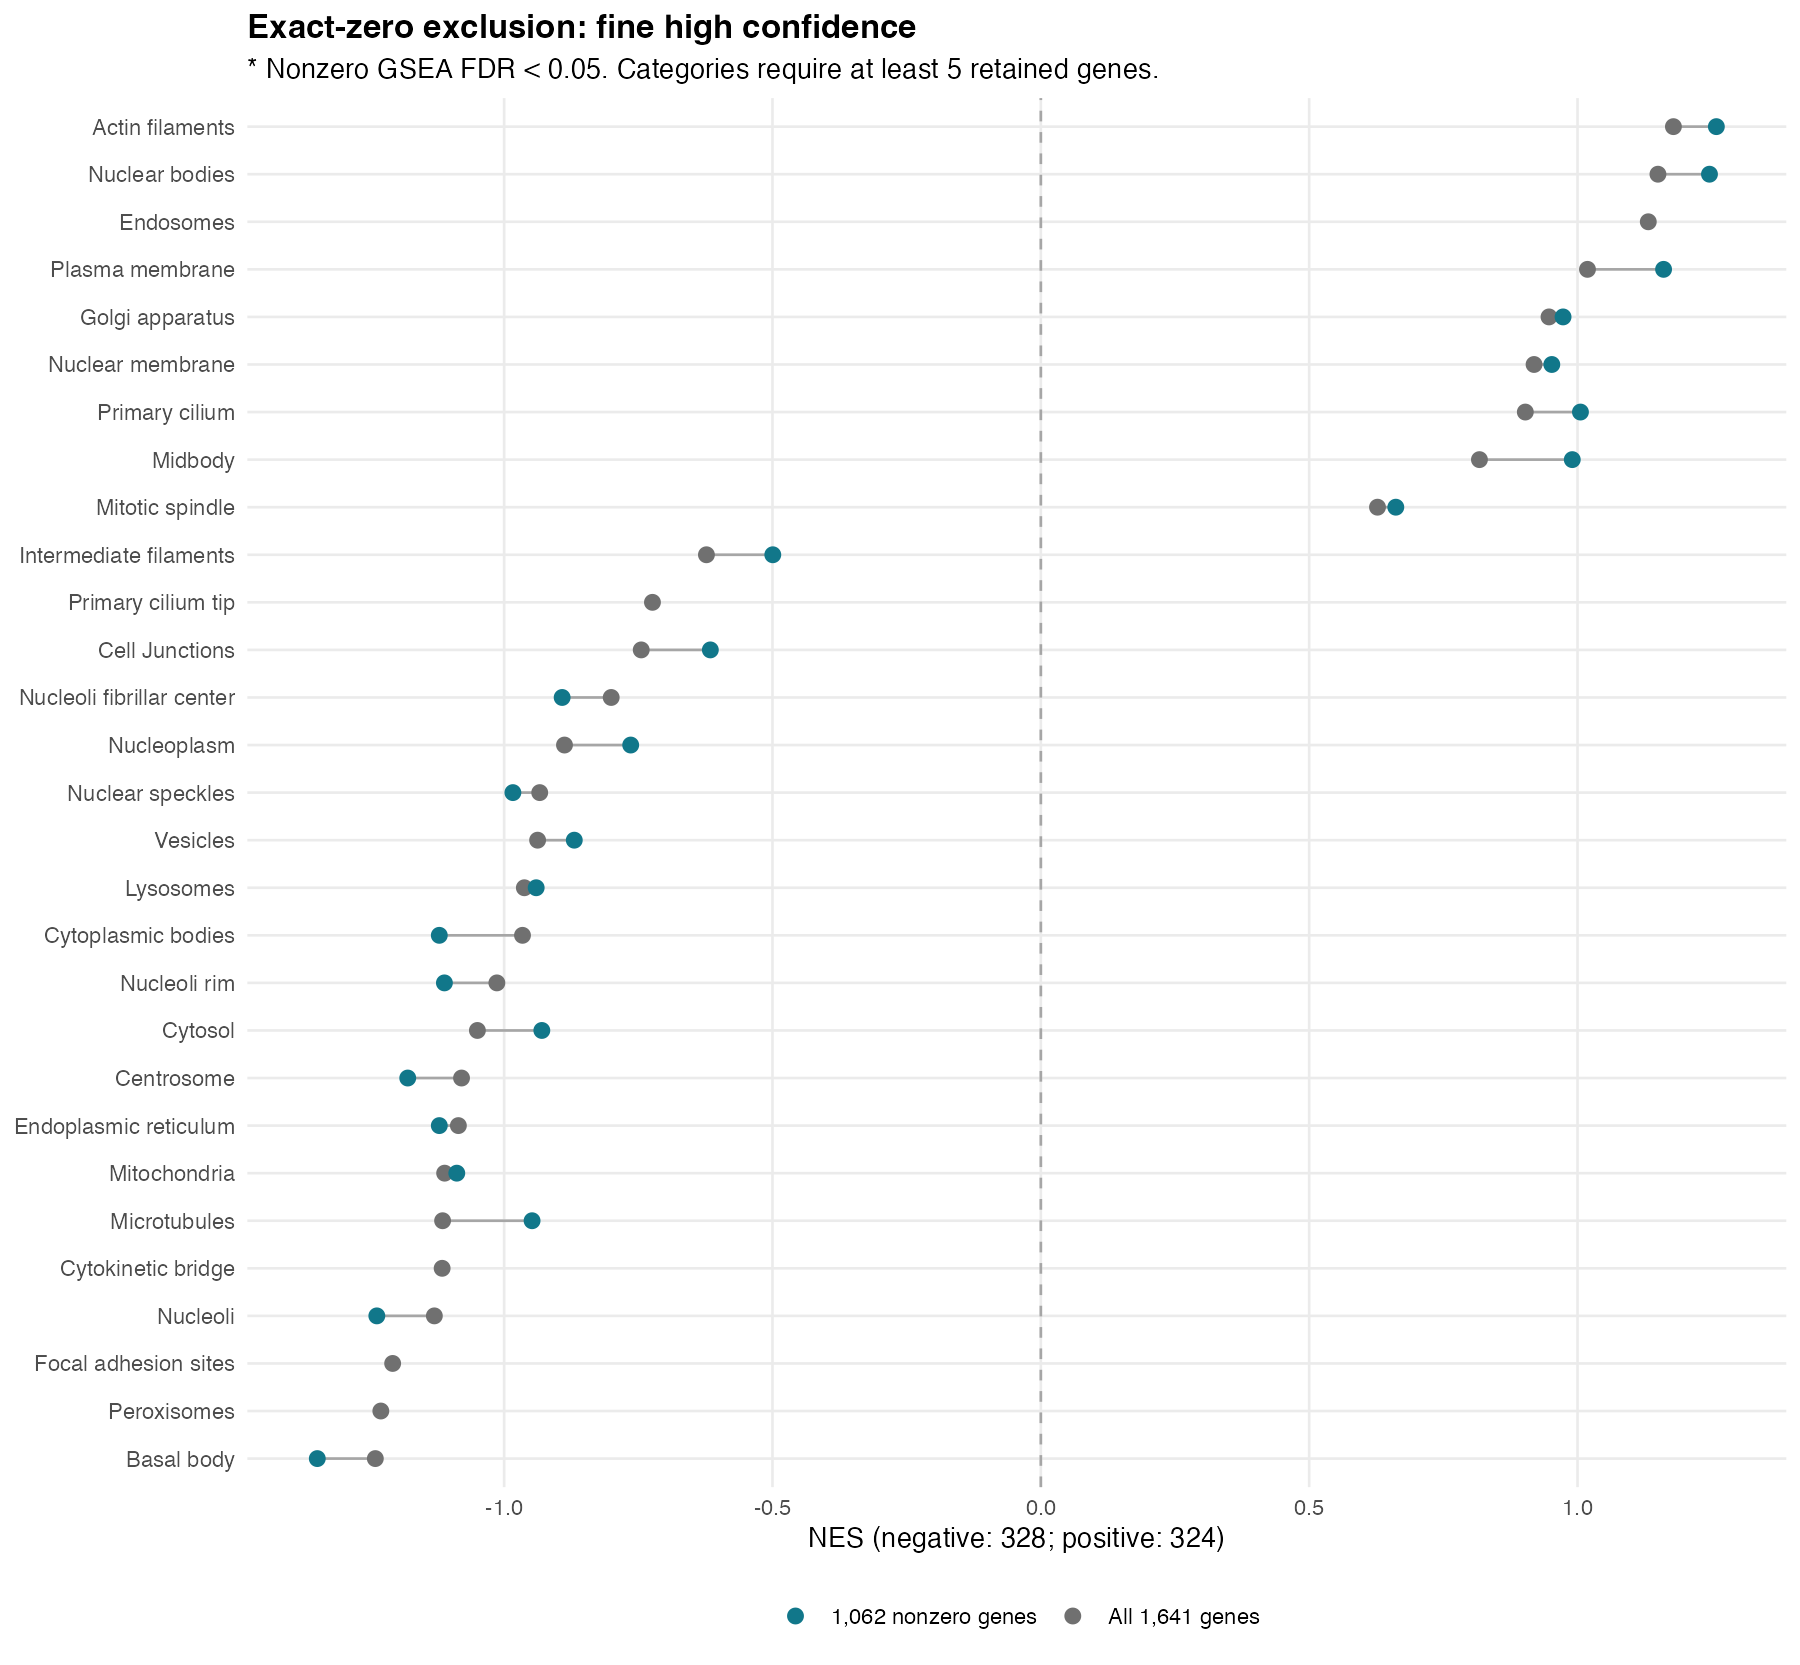 Exact-zero exclusion: fine high confidence
* Nonzero GSEA FDR < 0.05. Categories require at least 5 retained genes.
Actin filaments
Nuclear bodies
Endosomes
Plasma membrane
Golgi apparatus
Nuclear membrane
Primary cilium
Midbody
Mitotic spindle
Intermediate filaments
Primary cilium tip
Cell Junctions
Nucleoli fibrillar center
Nucleoplasm
Nuclear speckles
Vesicles
Lysosomes
Cytoplasmic bodies
Nucleoli rim
Cytosol
Centrosome
Endoplasmic reticulum
Mitochondria
Microtubules
Cytokinetic bridge
Nucleoli
Focal adhesion sites
Peroxisomes
Basal body
-1.0 -0.5 0.0 0.5 1.0
NES (negative: 328; positive: 324)
1,062 nonzero genes All 1,641 genes